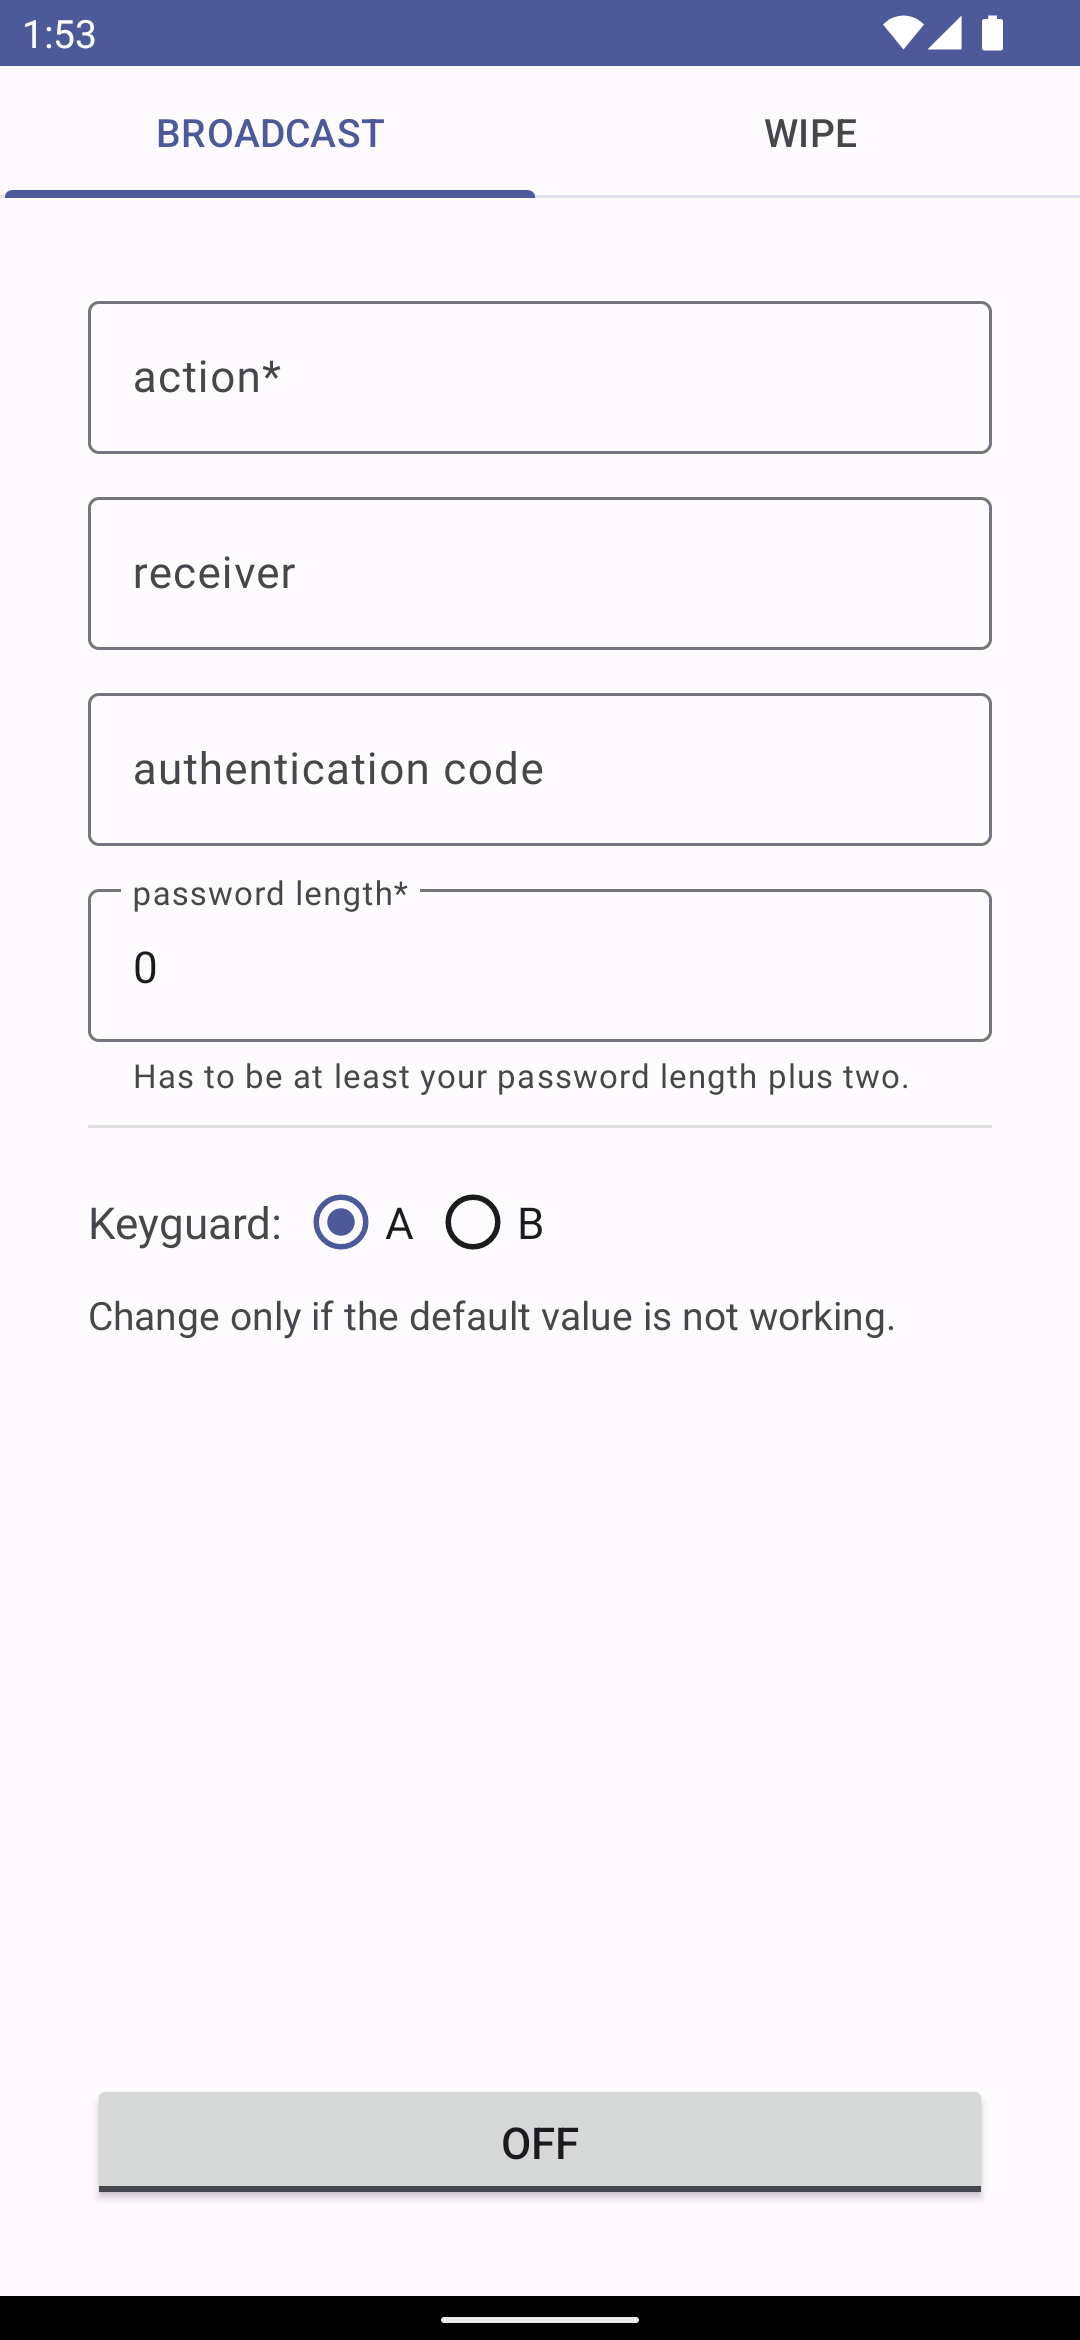 1:53
BROADCAST
WIPE
action*
receiver
authentication code
password length*
0
Has to be at least your password length plus two.
Keyguard: A B
Change only if the default value is not working.
OFF